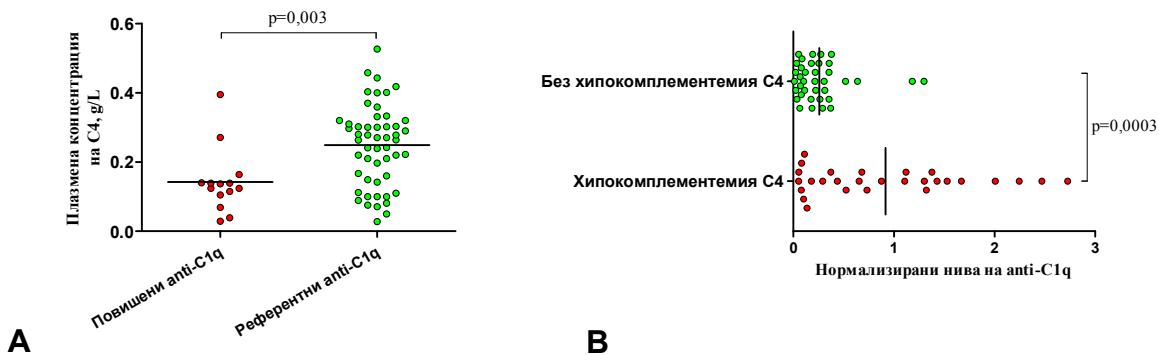 p=0,003
0.6
0.4
0.2
0.0
Плазмена концентрация
на C4, g/L
Повишени anti-C1q
Референтни anti-C1q
A
Без хипокомплементемия C4
Хипокомплементемия C4
p=0,0003
0
1
2
3
Нормализирани нива на anti-C1q
B